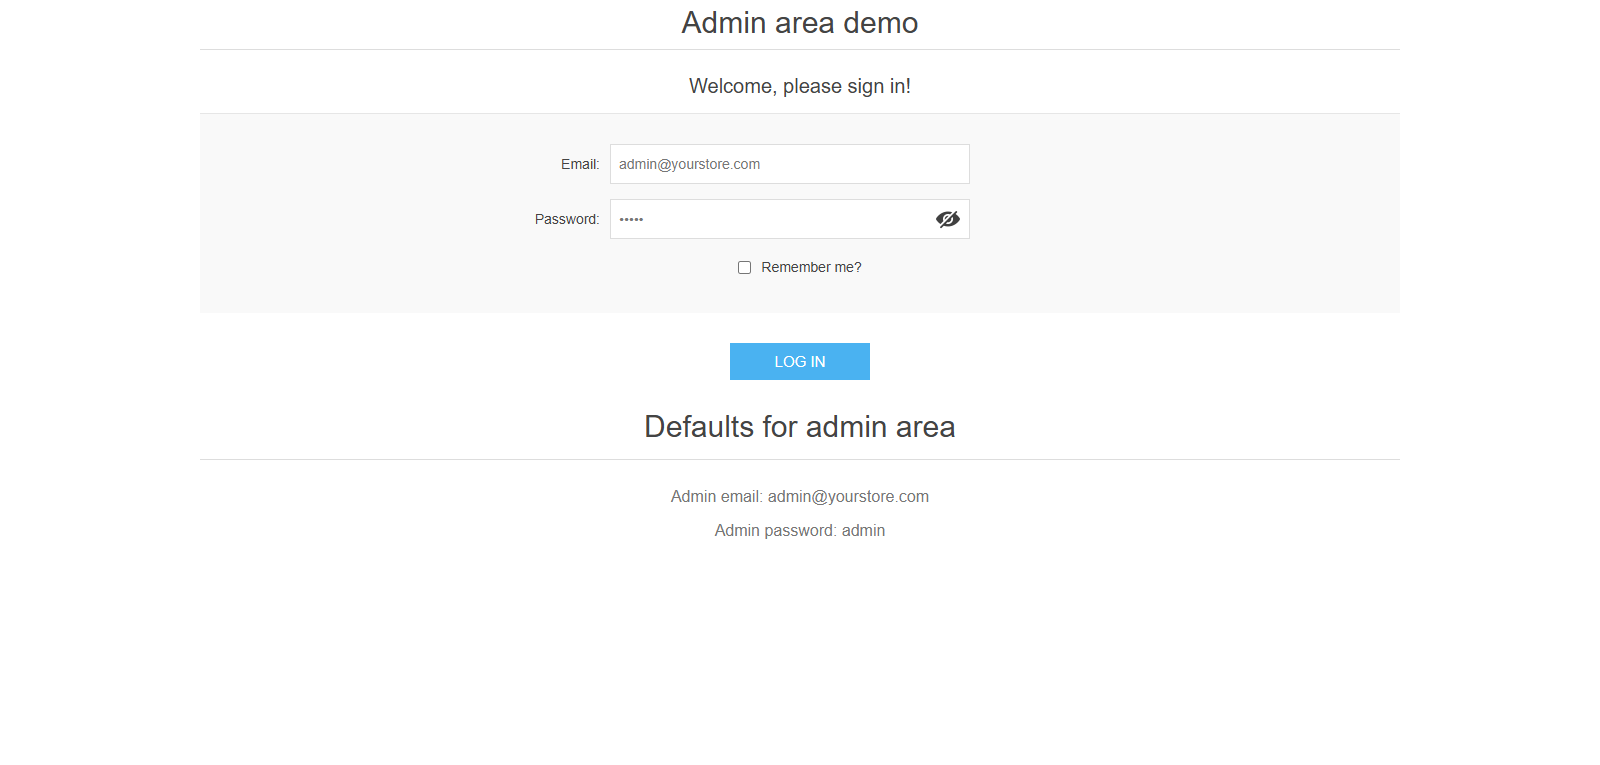 Admin area demo
Welcome, please sign in!
Email: admin@yourstore.com
Password: •••••
Remember me?
LOG IN
Defaults for admin area
Admin email: admin@yourstore.com
Admin password: admin